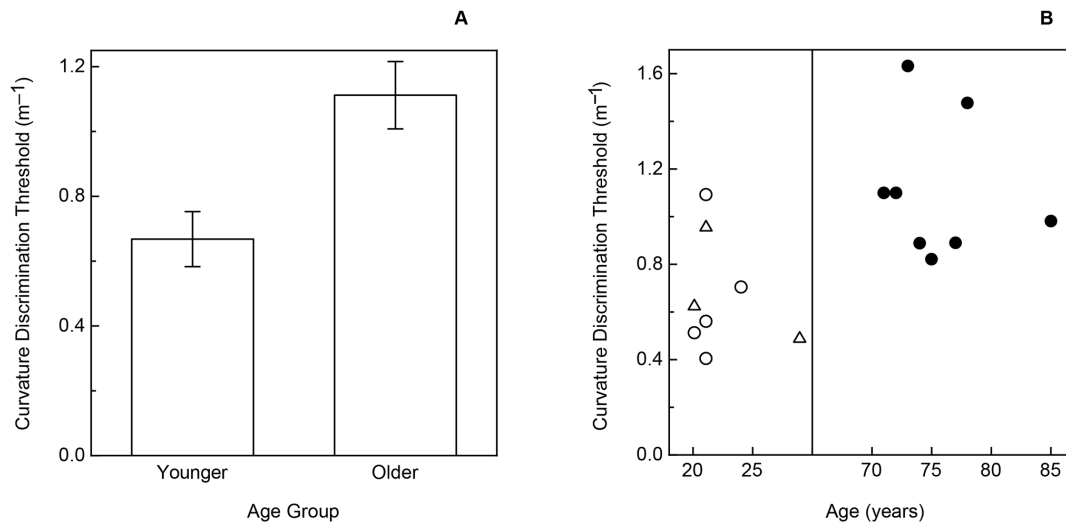 A
Curvature Discrimination Threshold (m⁻¹)
1.2
0.8
0.4
0.0
Younger Older
Age Group
B
Curvature Discrimination Threshold (m⁻¹)
1.6
1.2
0.8
0.4
0.0
20 25 70 75 80 85
Age (years)